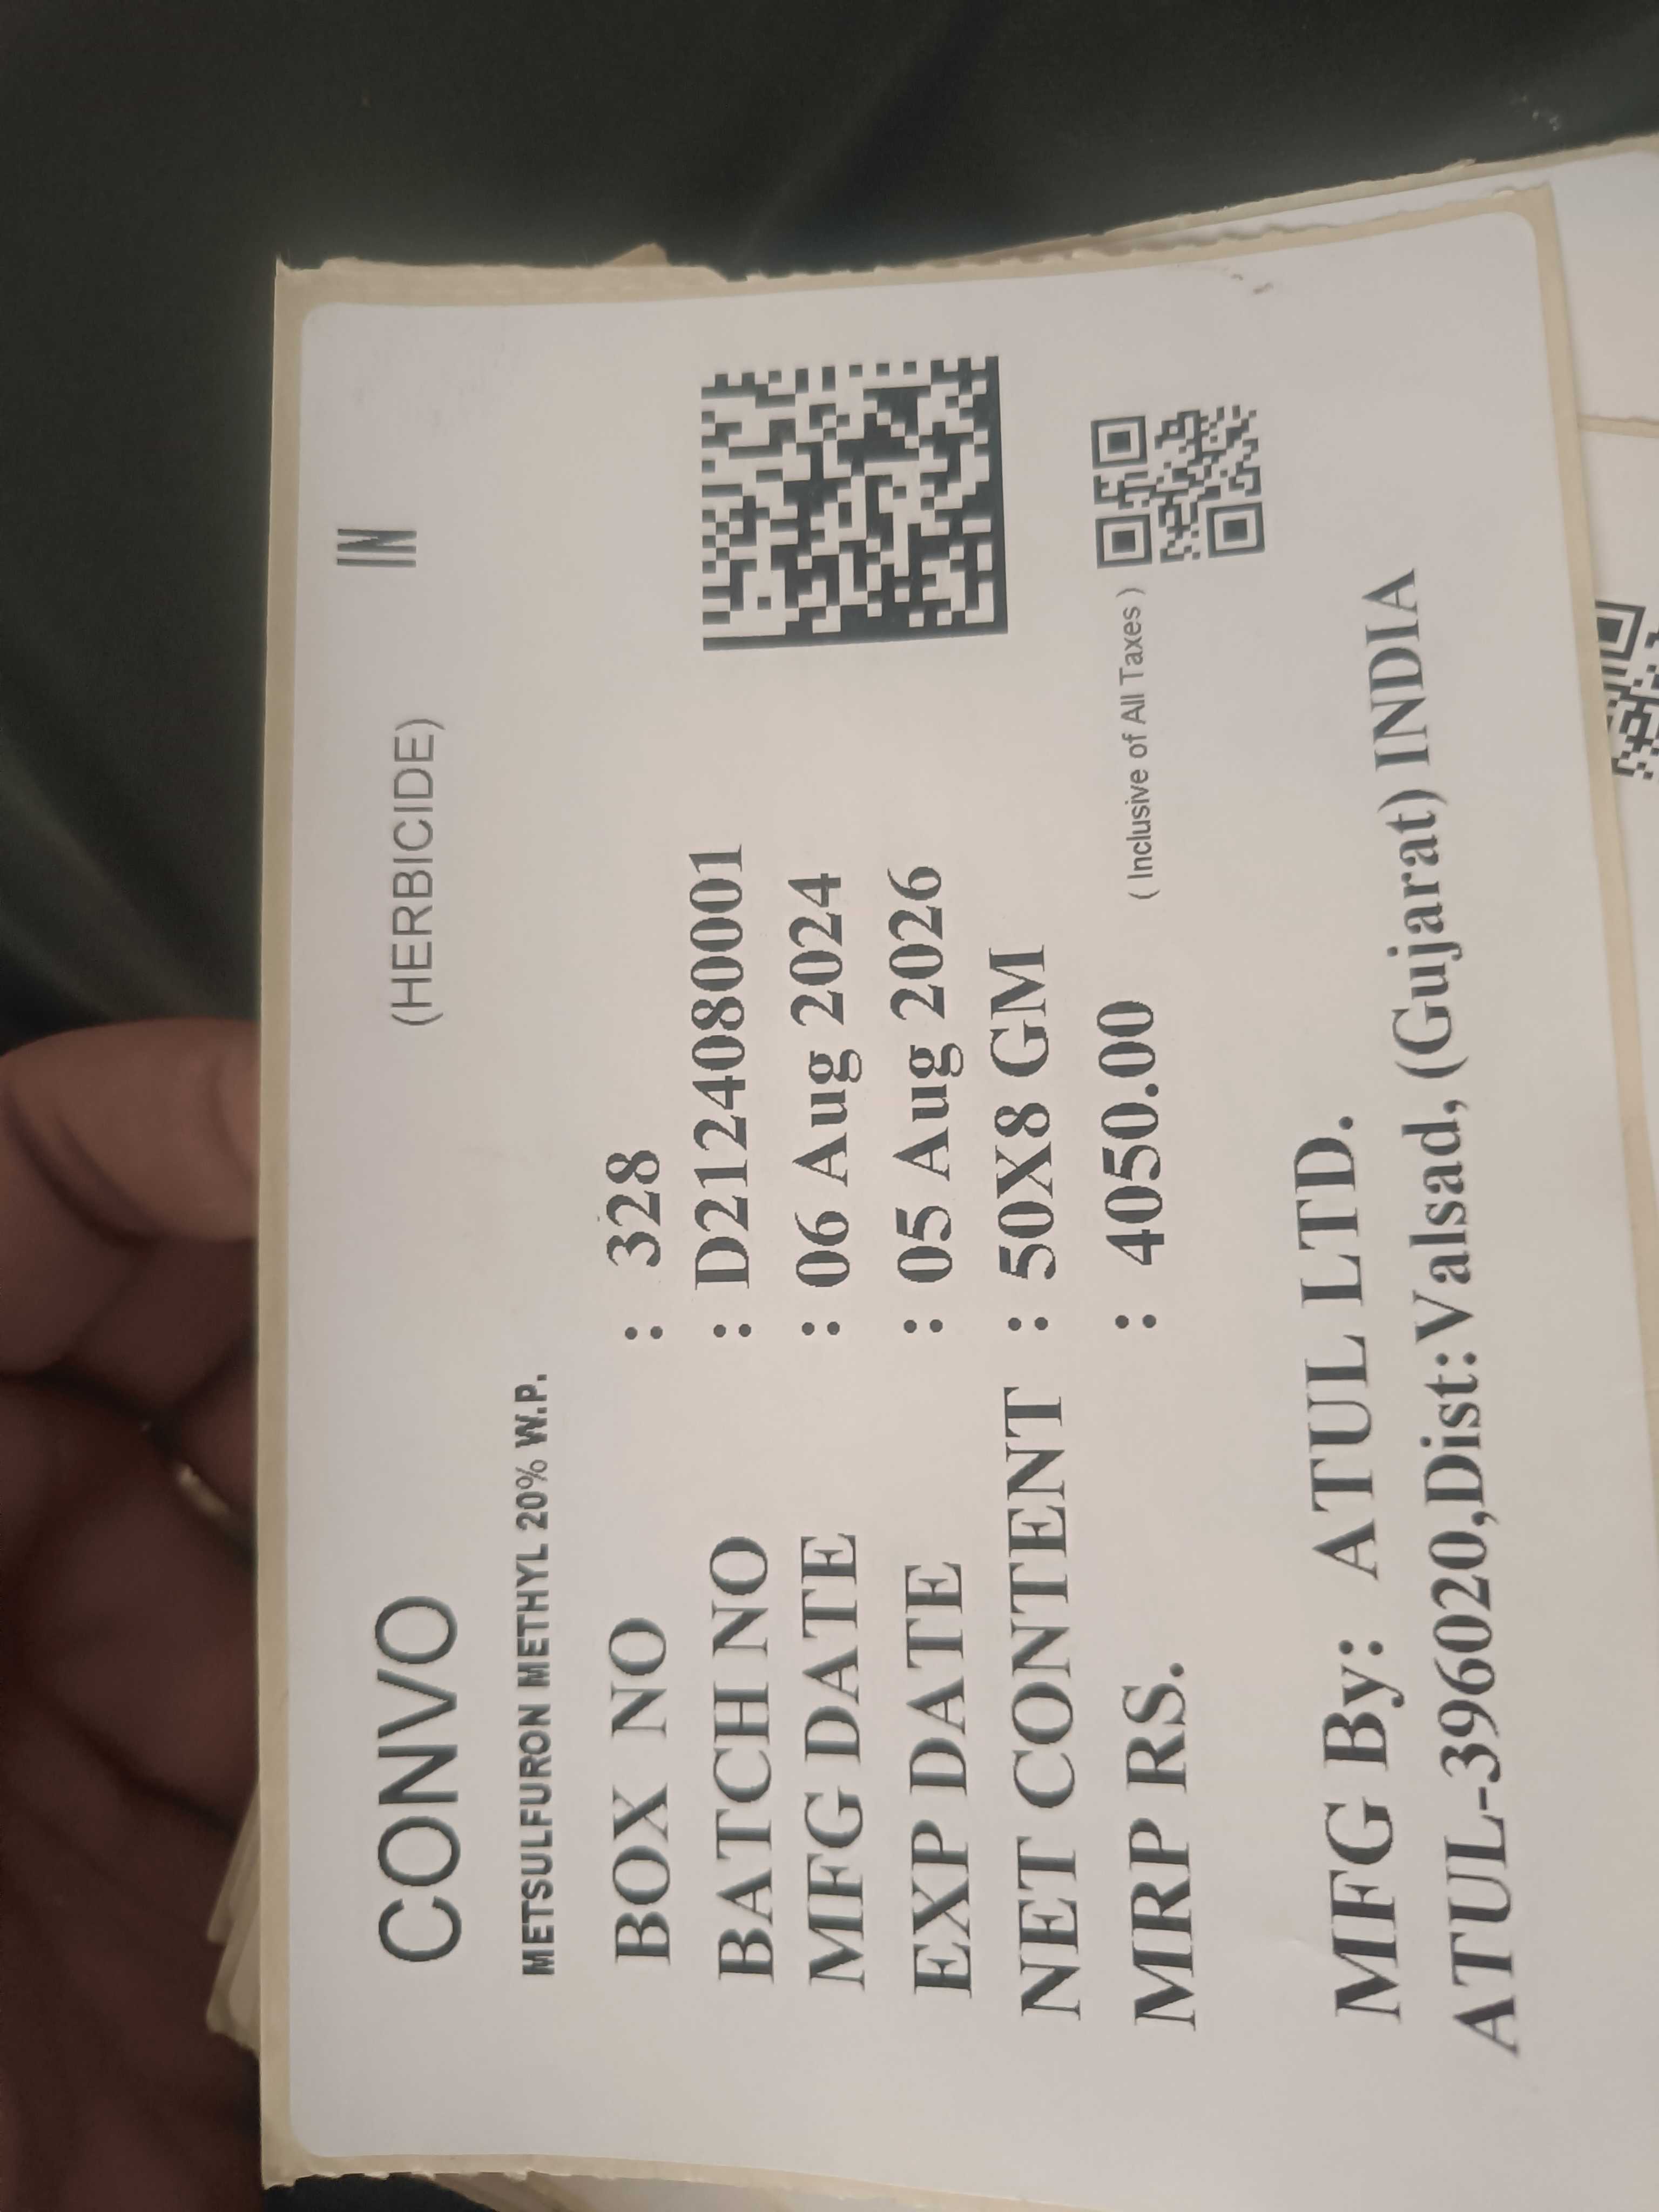 IN
CONVO (HERBICIDE)
METSULFURON METHYL 20% W.P.
BOX NO : 328
BATCH NO : D2124080001
MFG DATE : 06 Aug 2024
EXP DATE : 05 Aug 2026
NET CONTENT : 50X8 GM
MRP RS. : 4050.00 ( Inclusive of All Taxes )
MFG By: ATUL LTD.
ATUL-396020,Dist:Valsad, (Gujarat) INDIA